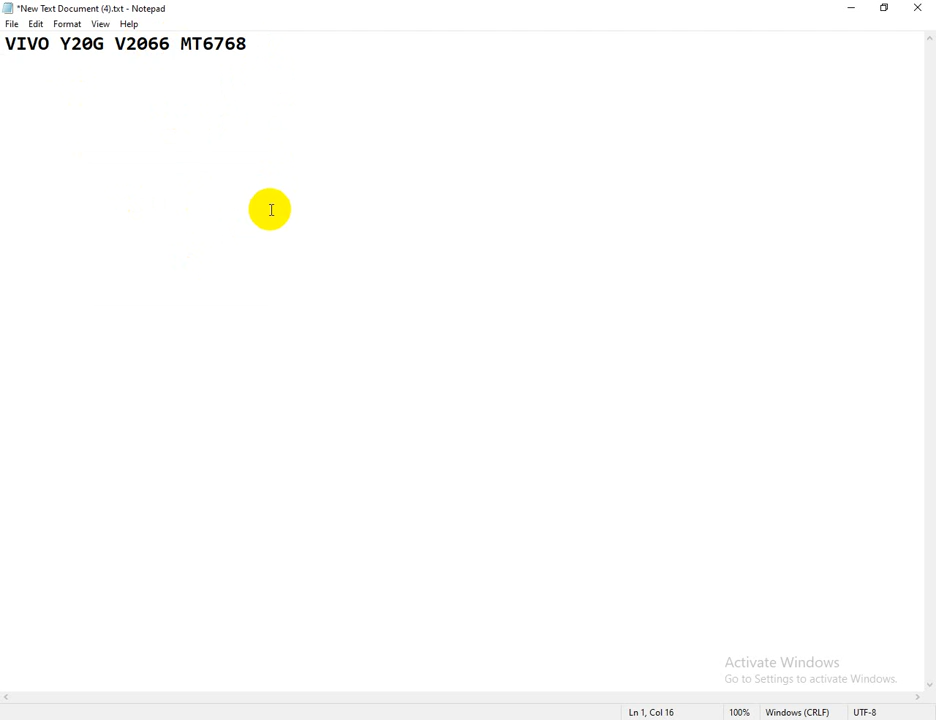 *New Text Document (4).txt - Notepad
File Edit Format View Help
VIVO Y20G V2066 MT6768
Activate Windows
Go to Settings to activate Windows.
Ln 1, Col 16 100% Windows (CRLF) UTF-8